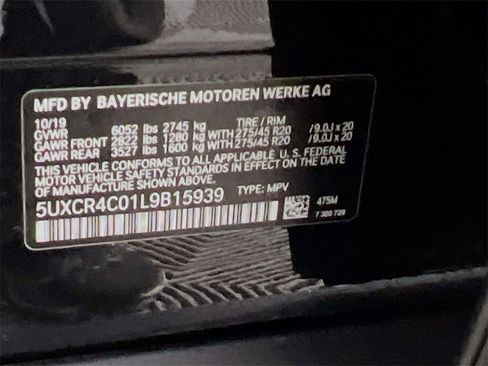 MFD BY BAYERISCHE MOTOREN WERKE AG
10/19 TIRE / RIM
GVWR 6052 lbs 2745 kg
GAWR FRONT 2822 lbs 1280 kg WITH 275/45 R20 /9.0J x 20
GAWR REAR 3527 lbs 1600 kg WITH 275/45 R20 /9.0J x 20
THIS VEHICLE CONFORMS TO ALL APPLICABLE U. S. FEDERAL
MOTOR VEHICLE SAFETY STANDARDS IN EFFECT ON THE DATE
OF MANUFACTURE SHOWN ABOVE.
5UXCR4C01L9B15939 TYPE: MPV
475M
7 320 729